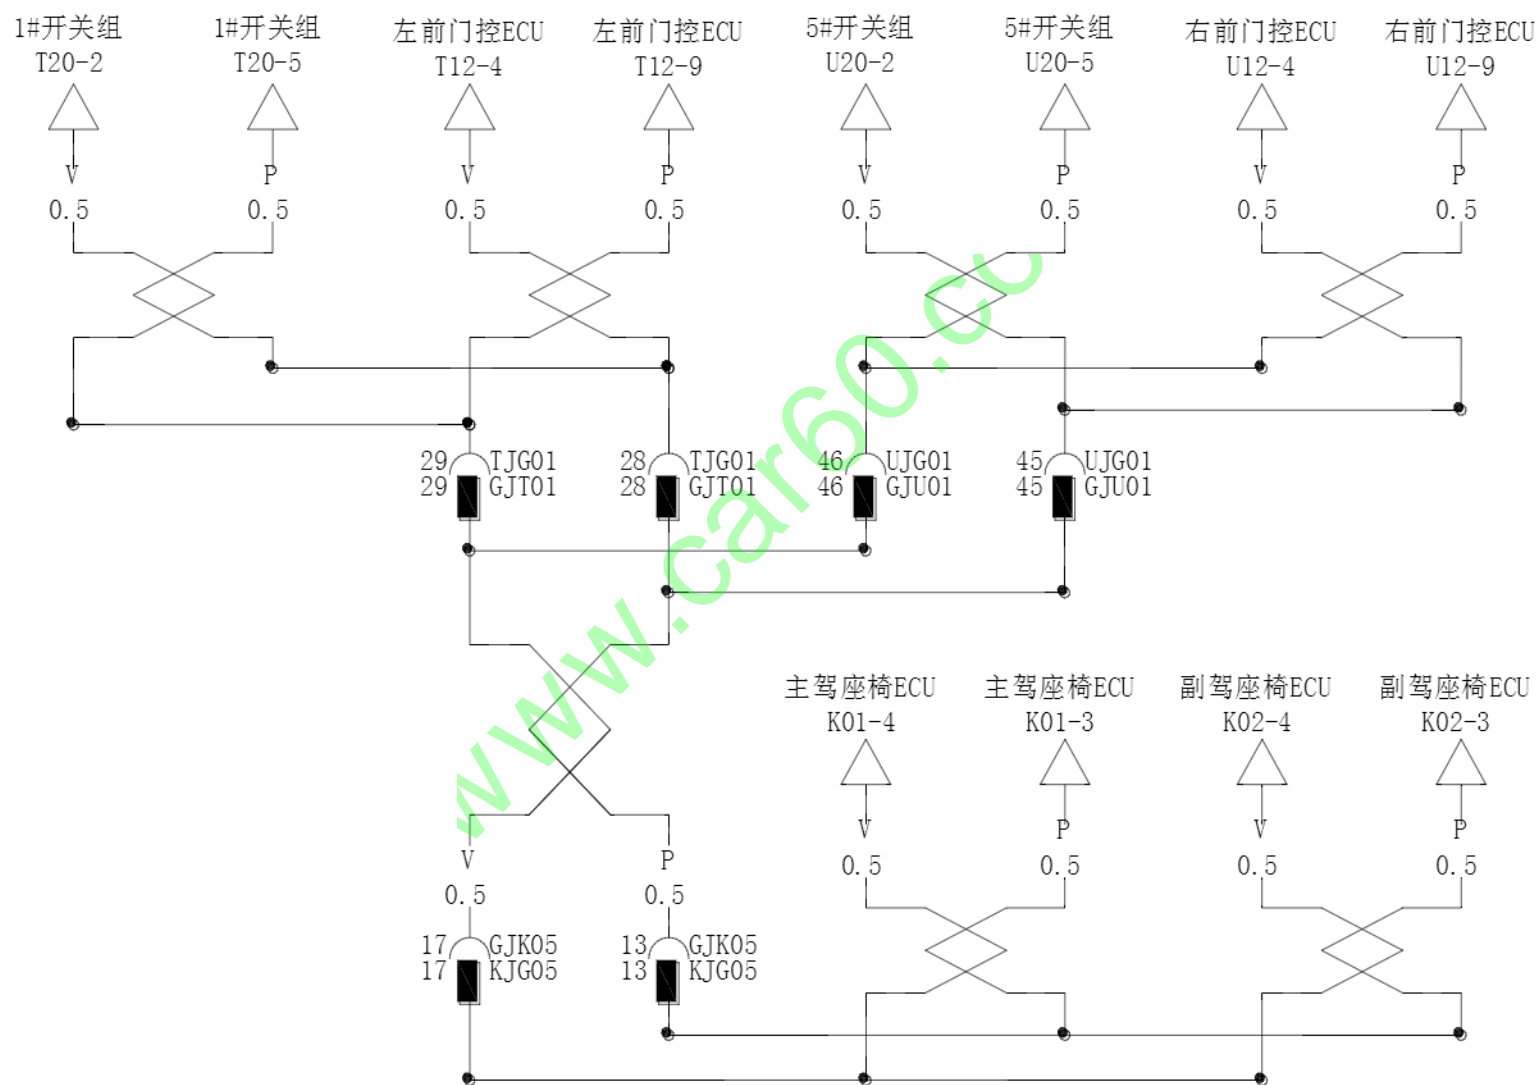 1#开关组 1#开关组 左前门控ECU 左前门控ECU 5#开关组 5#开关组 右前门控ECU 右前门控ECU
T20-2 T20-5 T12-4 T12-9 U20-2 U20-5 U12-4 U12-9
V P V P V P V P
0.5 0.5 0.5 0.5 0.5 0.5 0.5 0.5
29 TJG01 28 TJG01 46 UJG01 45 UJG01
29 GJT01 28 GJT01 46 GJU01 45 GJU01
www.car60.co
主驾座椅ECU 主驾座椅ECU 副驾座椅ECU 副驾座椅ECU
K01-4 K01-3 K02-4 K02-3
V P V P
V P
0.5 0.5 0.5 0.5
0.5 0.5
17 GJK05 13 GJK05
17 KJG05 13 KJG05